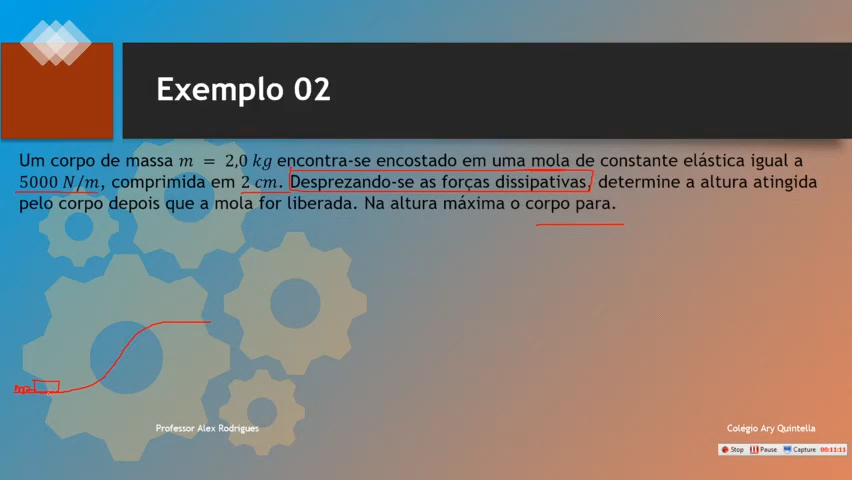 Exemplo 02
Um corpo de massa m = 2,0 kg encontra-se encostado em uma mola de constante elástica igual a
5000 N/m, comprimida em 2 cm. Desprezando-se as forças dissipativas, determine a altura atingida
pelo corpo depois que a mola for liberada. Na altura máxima o corpo para.
Professor Alex Rodrigues
Colégio Ary Quintella
Stop Pause Capture 00:11:11